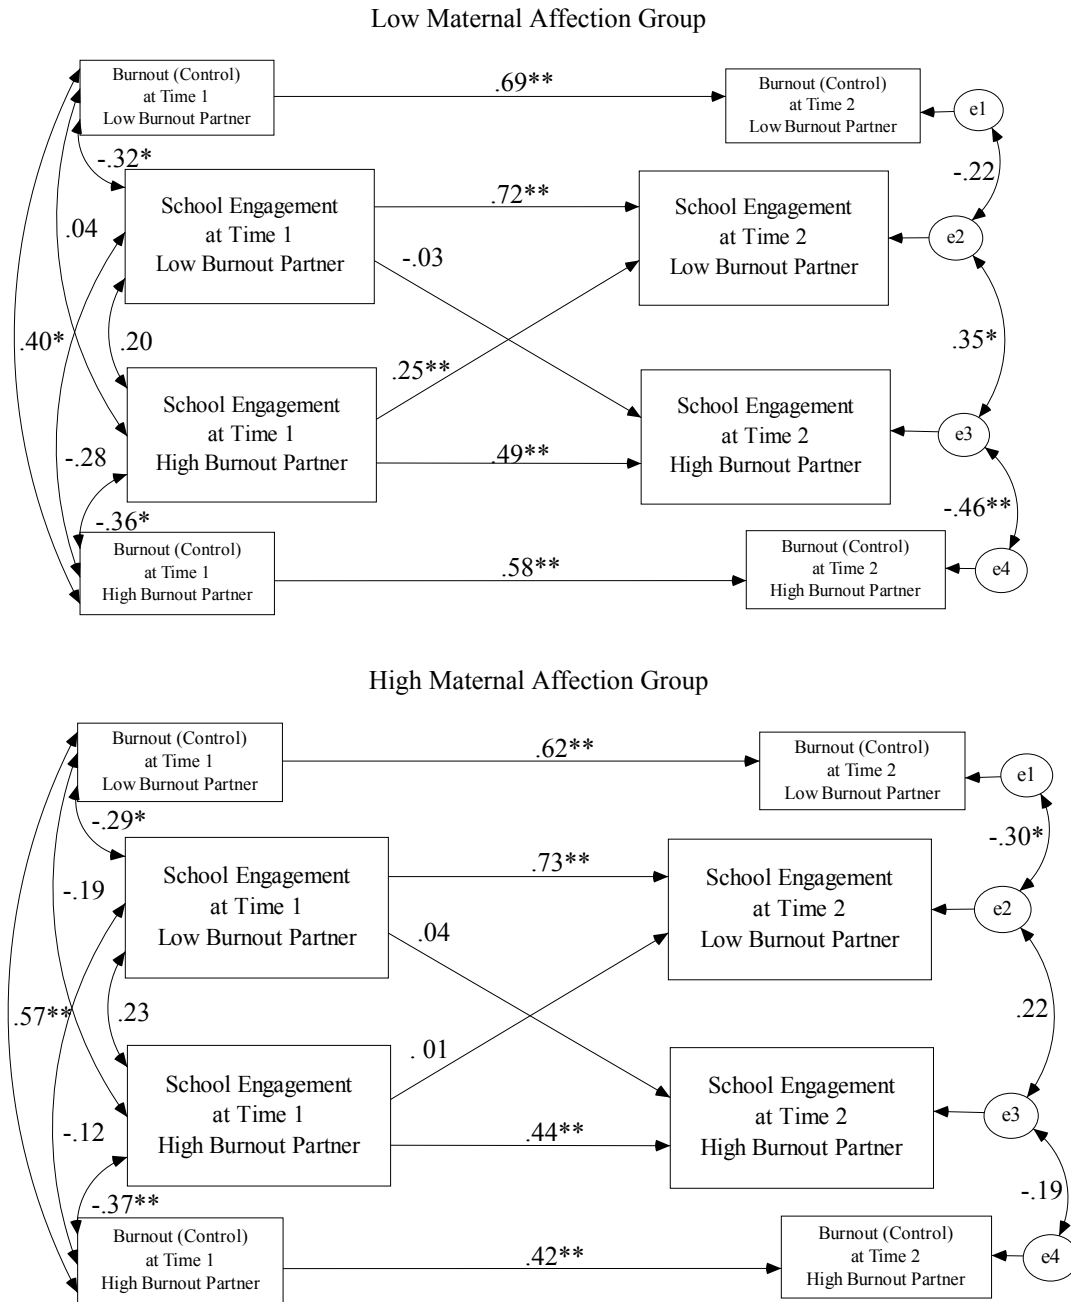 Low Maternal Affection Group
Burnout (Control)
at Time 1
Low Burnout Partner
.69**
Burnout (Control)
at Time 2
Low Burnout Partner
e1
-.32*
-.22
School Engagement
at Time 1
Low Burnout Partner
.72**
School Engagement
at Time 2
Low Burnout Partner
e2
.04
-.03
.40*
.20
.25**
.35*
School Engagement
at Time 1
High Burnout Partner
School Engagement
at Time 2
High Burnout Partner
e3
-.28
.49**
-.36*
-.46**
Burnout (Control)
at Time 1
High Burnout Partner
.58**
Burnout (Control)
at Time 2
High Burnout Partner
e4
High Maternal Affection Group
Burnout (Control)
at Time 1
Low Burnout Partner
.62**
Burnout (Control)
at Time 2
Low Burnout Partner
e1
-.29*
-.30*
School Engagement
at Time 1
Low Burnout Partner
.73**
School Engagement
at Time 2
Low Burnout Partner
e2
-.19
.04
.57**
.23
. 01
.22
School Engagement
at Time 1
High Burnout Partner
School Engagement
at Time 2
High Burnout Partner
e3
-.12
.44**
-.37**
-.19
Burnout (Control)
at Time 1
High Burnout Partner
.42**
Burnout (Control)
at Time 2
High Burnout Partner
e4